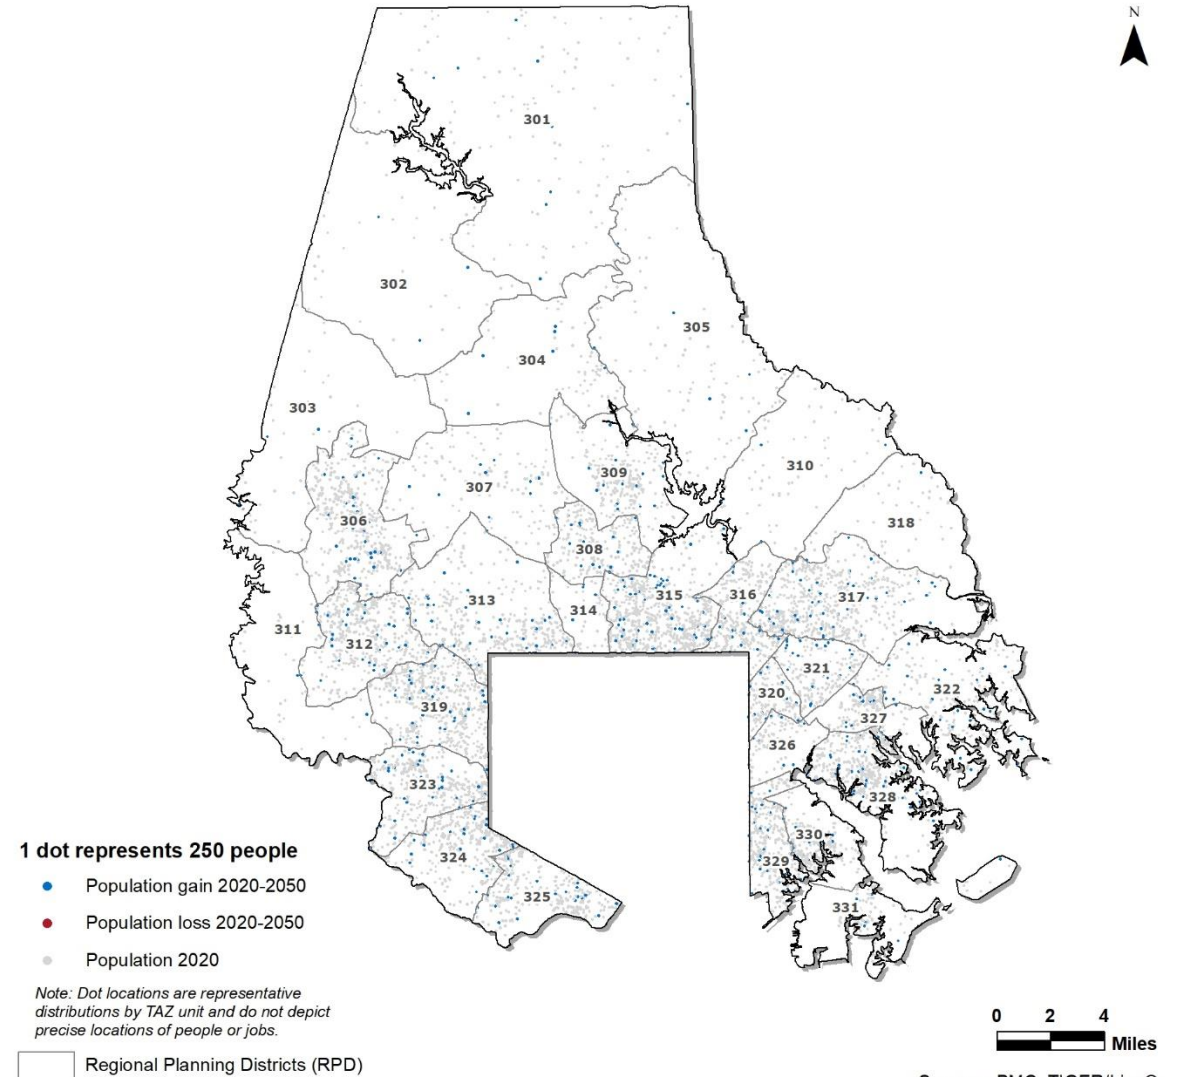 N
301
302
305
304
303
310
309
307
318
306
308
313
314
315
316
317
311
312
321
320
322
319
327
326
323
328
330
324
329
325
331
1 dot represents 250 people
Population gain 2020-2050
Population loss 2020-2050
Population 2020
Note: Dot locations are representative
distributions by TAZ unit and do not depict
precise locations of people or jobs.
Regional Planning Districts (RPD)
0 2 4
Miles